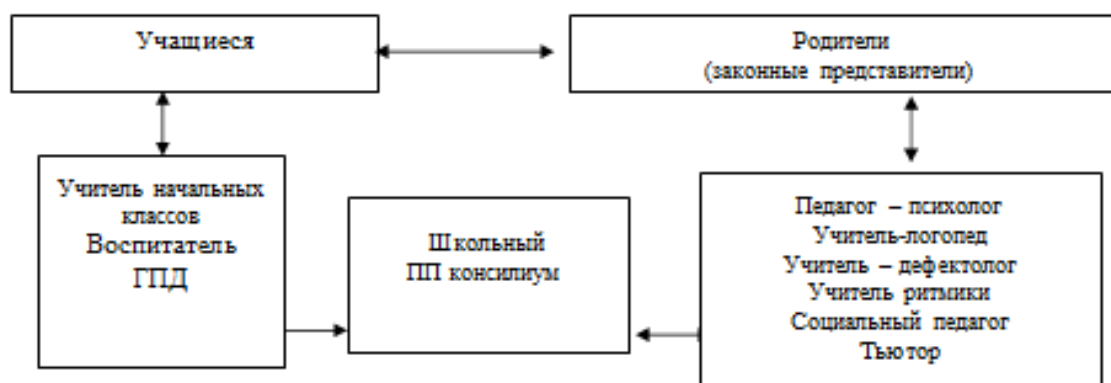 Учащиеся
Родители
(законные представители)
Учитель начальных
классов
Воспитатель
ГПД
Школьный
ПП консилиум
Педагог – психолог
Учитель-логопед
Учитель – дефектолог
Учитель ритмики
Социальный педагог
Тьютор